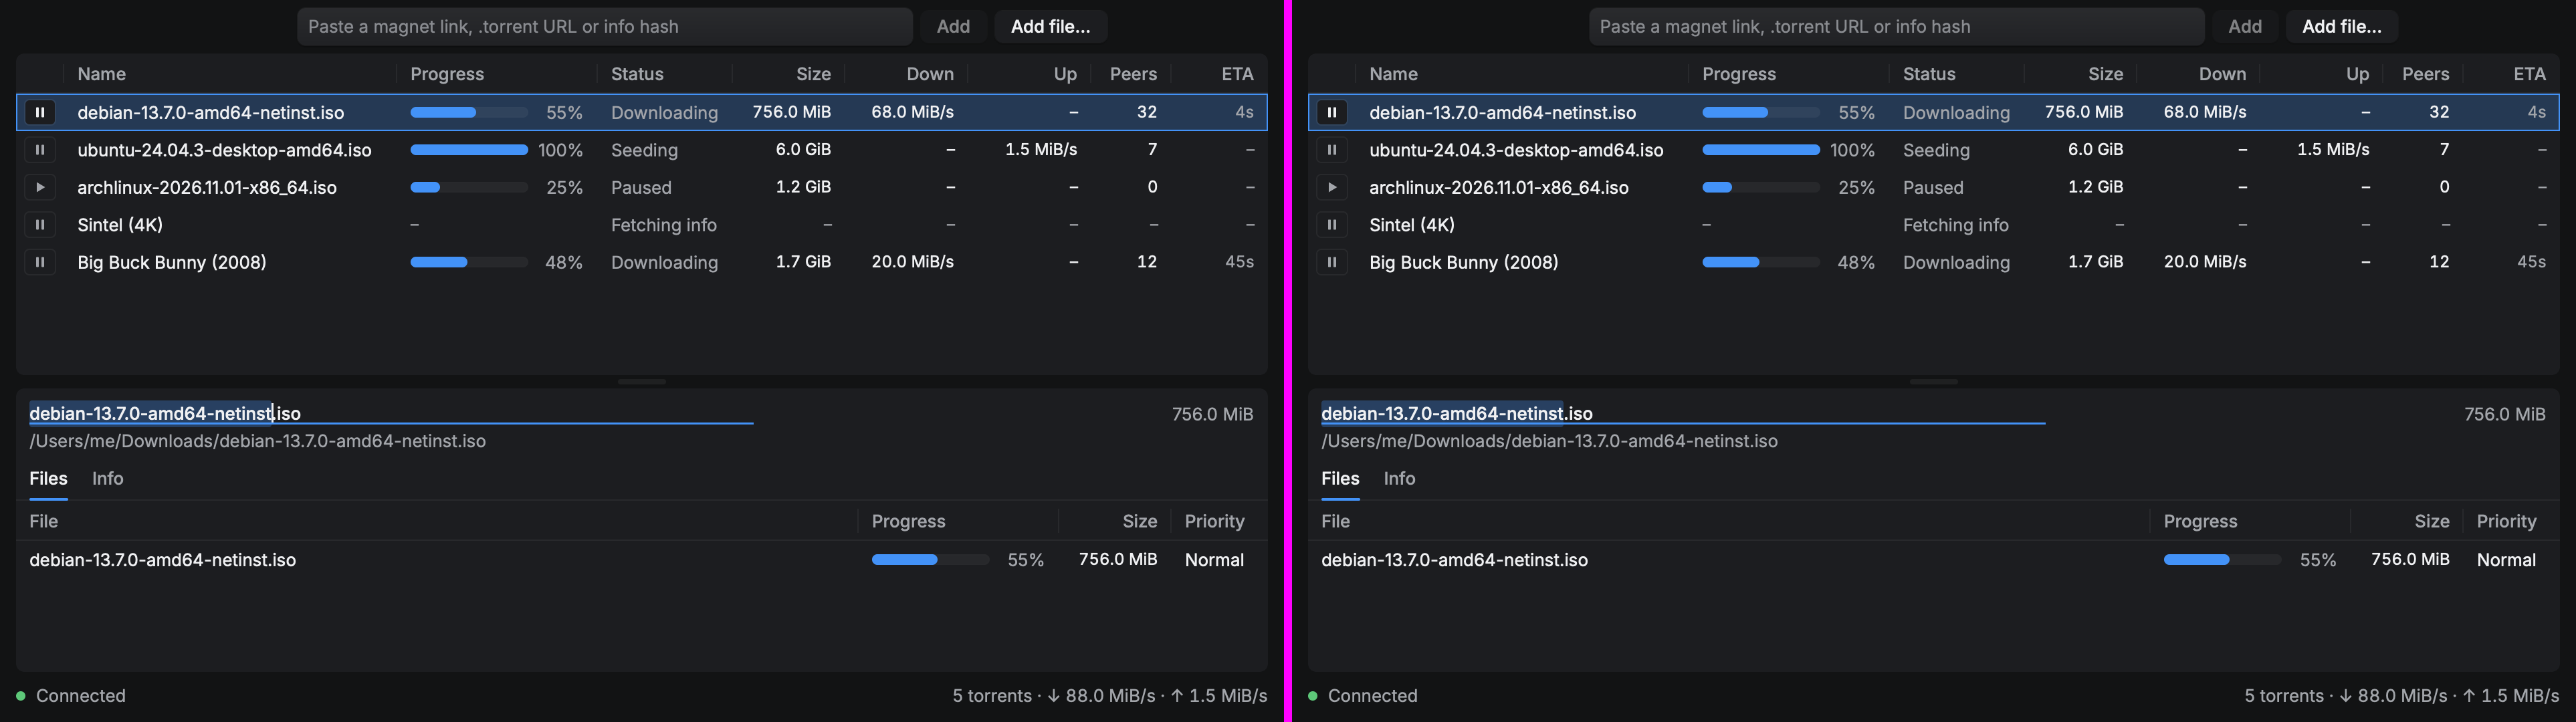 Paste a magnet link, .torrent URL or info hash Add Add file...
Name Progress Status Size Down Up Peers ETA
debian-13.7.0-amd64-netinst.iso 55% Downloading 756.0 MiB 68.0 MiB/s – 32 4s
ubuntu-24.04.3-desktop-amd64.iso 100% Seeding 6.0 GiB – 1.5 MiB/s 7 –
archlinux-2026.11.01-x86_64.iso 25% Paused 1.2 GiB – – 0 –
Sintel (4K) – Fetching info – – – – –
Big Buck Bunny (2008) 48% Downloading 1.7 GiB 20.0 MiB/s – 12 45s
debian-13.7.0-amd64-netinst.iso 756.0 MiB
/Users/me/Downloads/debian-13.7.0-amd64-netinst.iso
Files Info
File Progress Size Priority
debian-13.7.0-amd64-netinst.iso 55% 756.0 MiB Normal
Connected 5 torrents · ↓ 88.0 MiB/s · ↑ 1.5 MiB/s
Paste a magnet link, .torrent URL or info hash Add Add file...
Name Progress Status Size Down Up Peers ETA
debian-13.7.0-amd64-netinst.iso 55% Downloading 756.0 MiB 68.0 MiB/s – 32 4s
ubuntu-24.04.3-desktop-amd64.iso 100% Seeding 6.0 GiB – 1.5 MiB/s 7 –
archlinux-2026.11.01-x86_64.iso 25% Paused 1.2 GiB – – 0 –
Sintel (4K) – Fetching info – – – – –
Big Buck Bunny (2008) 48% Downloading 1.7 GiB 20.0 MiB/s – 12 45s
debian-13.7.0-amd64-netinst.iso 756.0 MiB
/Users/me/Downloads/debian-13.7.0-amd64-netinst.iso
Files Info
File Progress Size Priority
debian-13.7.0-amd64-netinst.iso 55% 756.0 MiB Normal
Connected 5 torrents · ↓ 88.0 MiB/s · ↑ 1.5 MiB/s